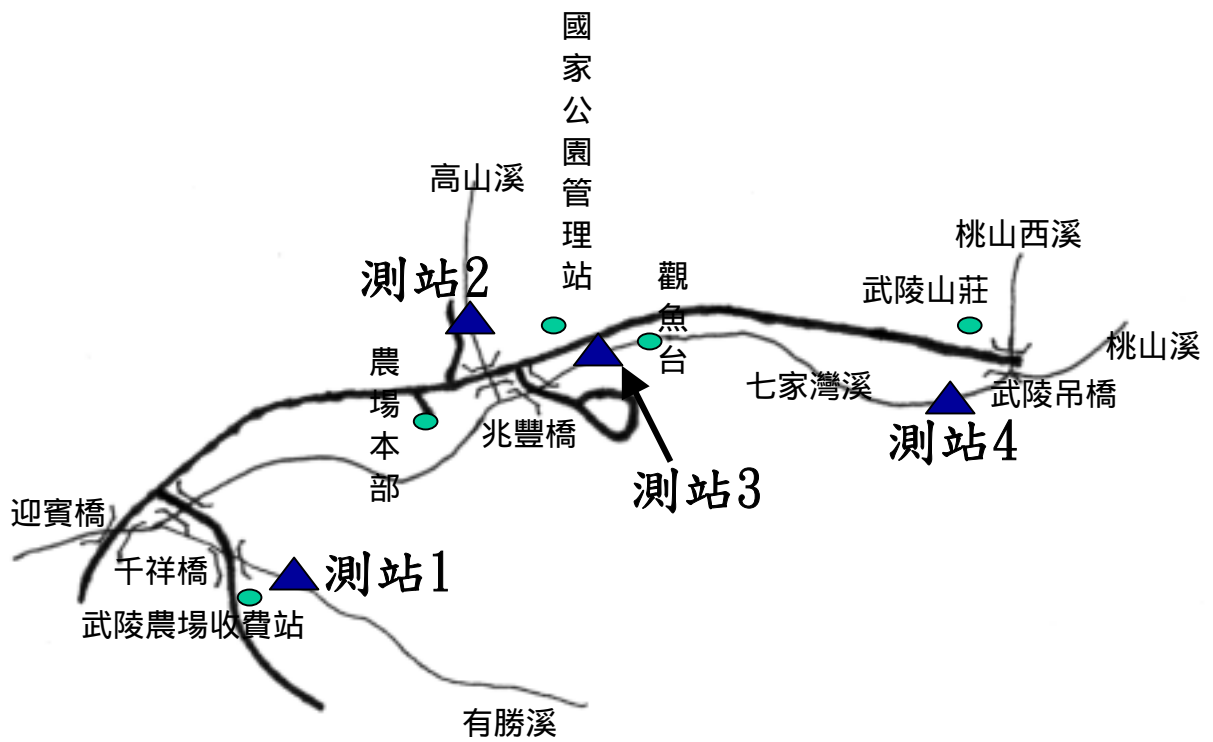 國家公園管理站
高山溪
桃山西溪
測站2
觀魚台
武陵山莊
桃山溪
農場本部
七家灣溪
武陵吊橋
兆豐橋
測站4
測站3
迎賓橋
千祥橋
測站1
武陵農場收費站
有勝溪